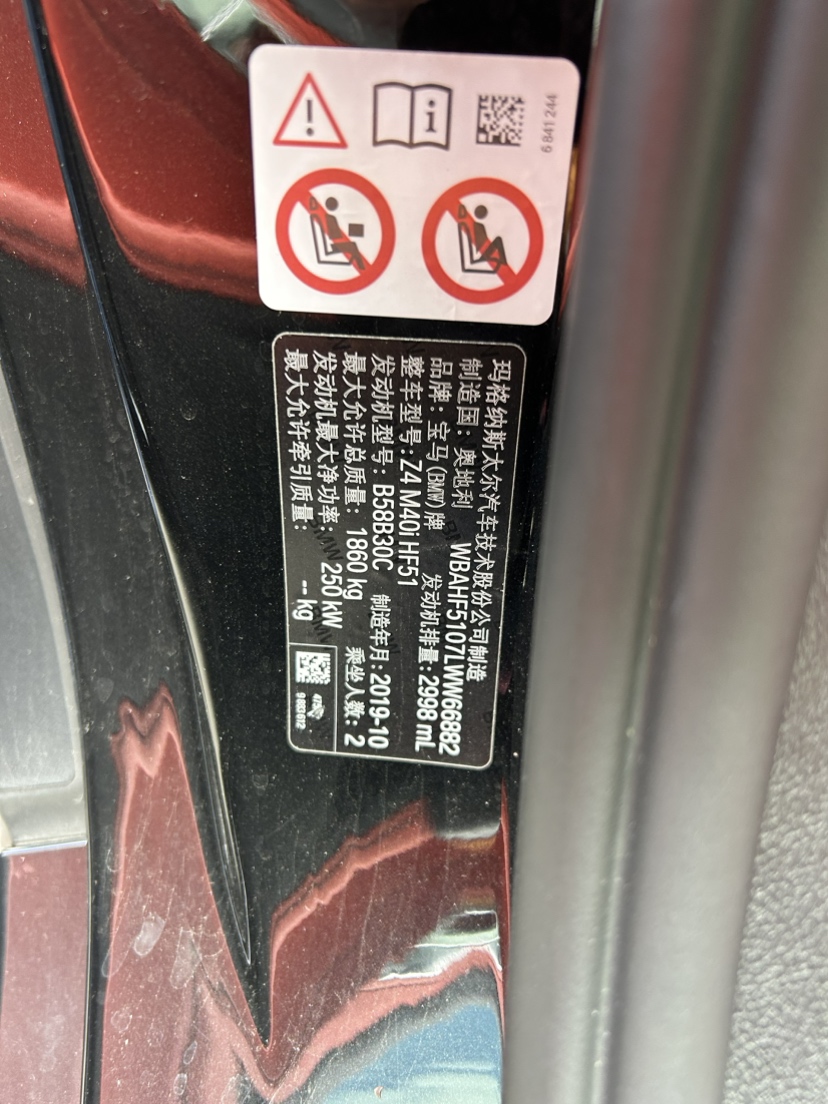 6 841 244
玛格纳斯太尔汽车技术股份公司制造
制造国：奥地利 WBAHF5107LWW66882
品牌：宝马(BMW)牌 发动机排量：2998 mL
整车型号：Z4 M40i HF51
发动机型号：B58B30C 制造年月：2019-10
最大允许总质量：1860 kg 乘坐人数：2
发动机最大净功率：250 kW
最大允许牵引质量：-- kg
9 883 612